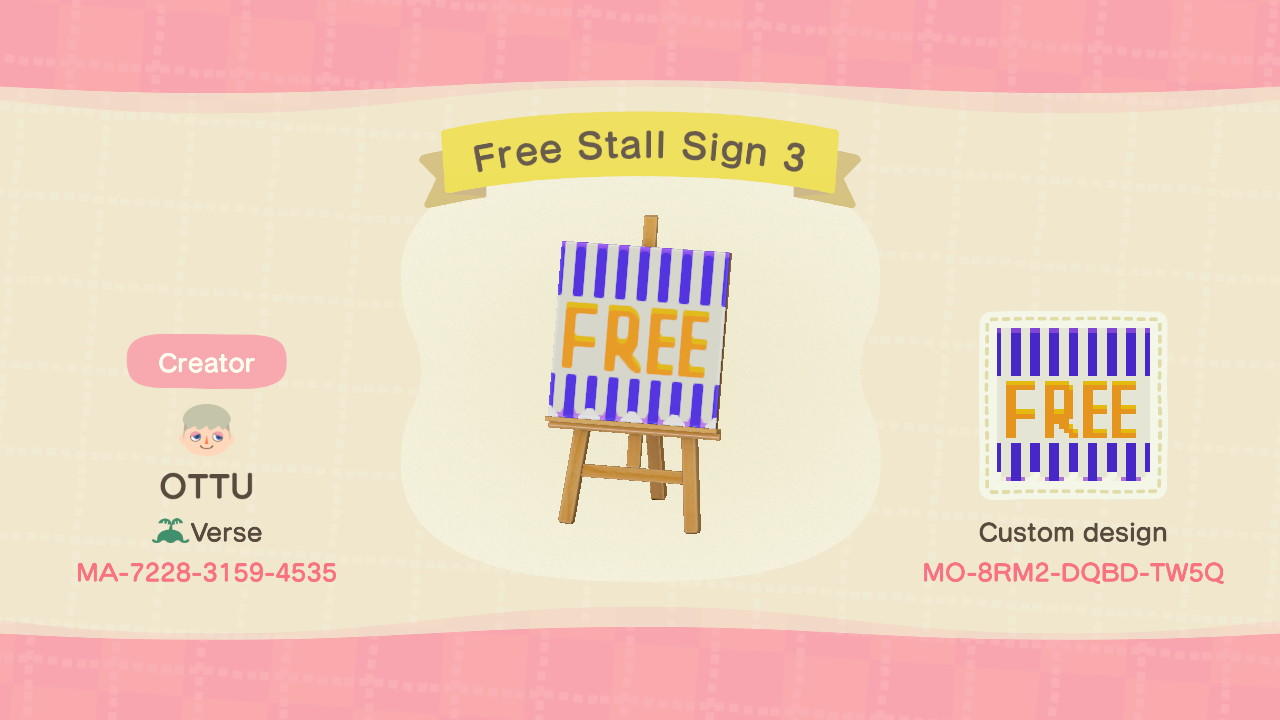 Free Stall Sign 3
FREE
Creator
OTTU
Verse
MA-7228-3159-4535
FREE
Custom design
MO-8RM2-DQBD-TW5Q